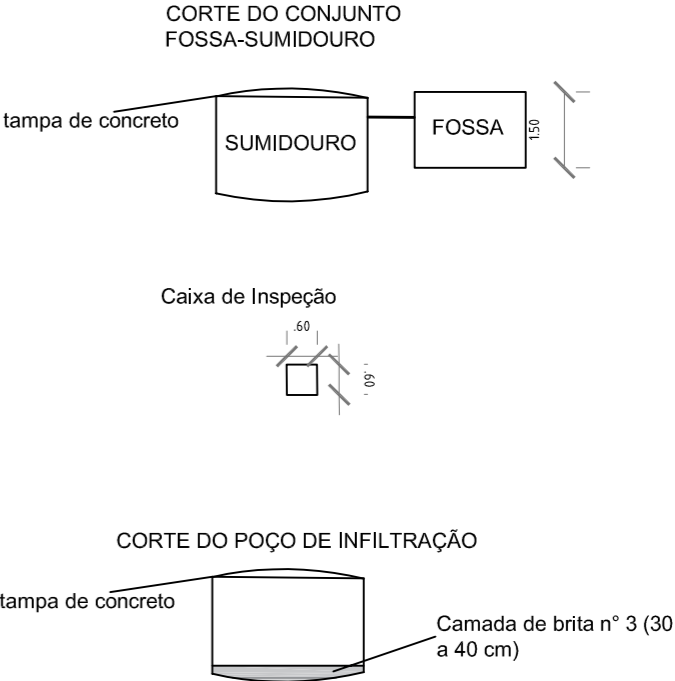 CORTE DO CONJUNTO
FOSSA-SUMIDOURO
tampa de concreto
SUMIDOURO
FOSSA
1.50
Caixa de Inspeção
.60
.60
CORTE DO POÇO DE INFILTRAÇÃO
tampa de concreto
Camada de brita n° 3 (30
a 40 cm)